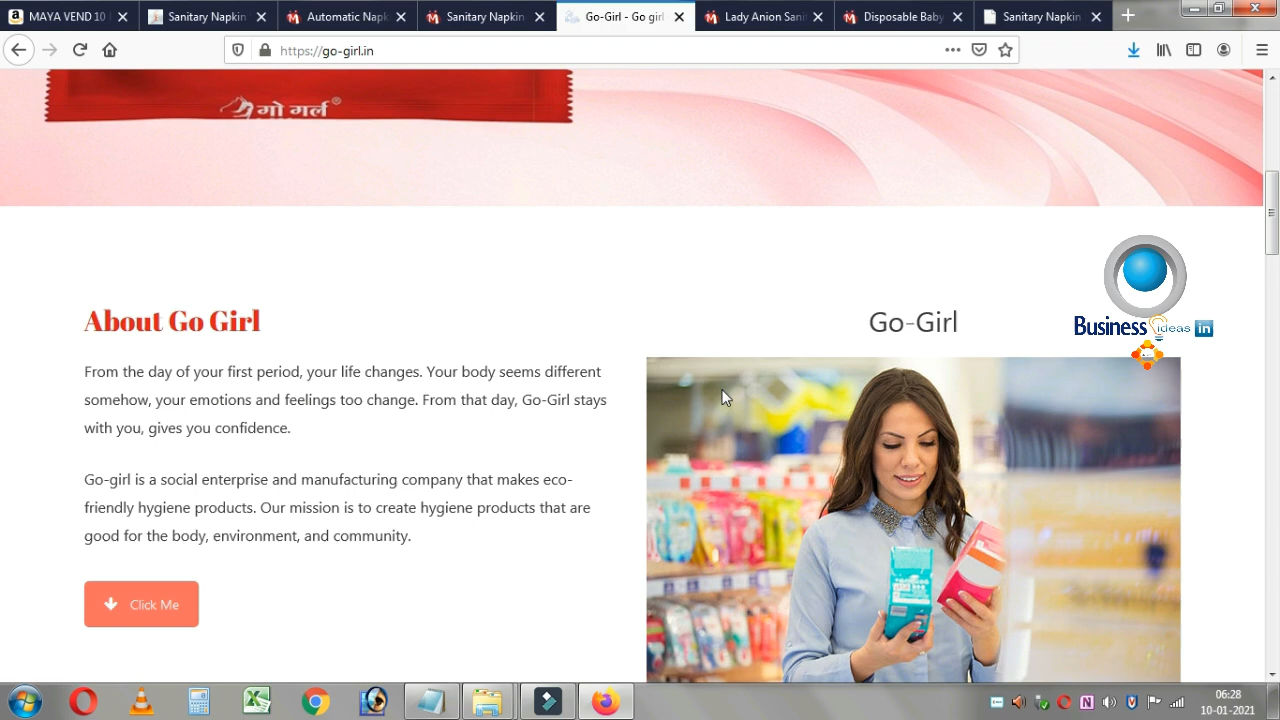 MAYA VEND 10
Sanitary Napkin
Automatic Napk
Sanitary Napkin
Go-Girl - Go girl
Lady Anion Sani
Disposable Baby
Sanitary Napkin
https://go-girl.in
गो गर्ल®
About Go Girl
Go-Girl
Business ideas in
From the day of your first period, your life changes. Your body seems different
somehow, your emotions and feelings too change. From that day, Go-Girl stays
with you, gives you confidence.
Go-girl is a social enterprise and manufacturing company that makes eco-
friendly hygiene products. Our mission is to create hygiene products that are
good for the body, environment, and community.
Click Me
06:28
10-01-2021